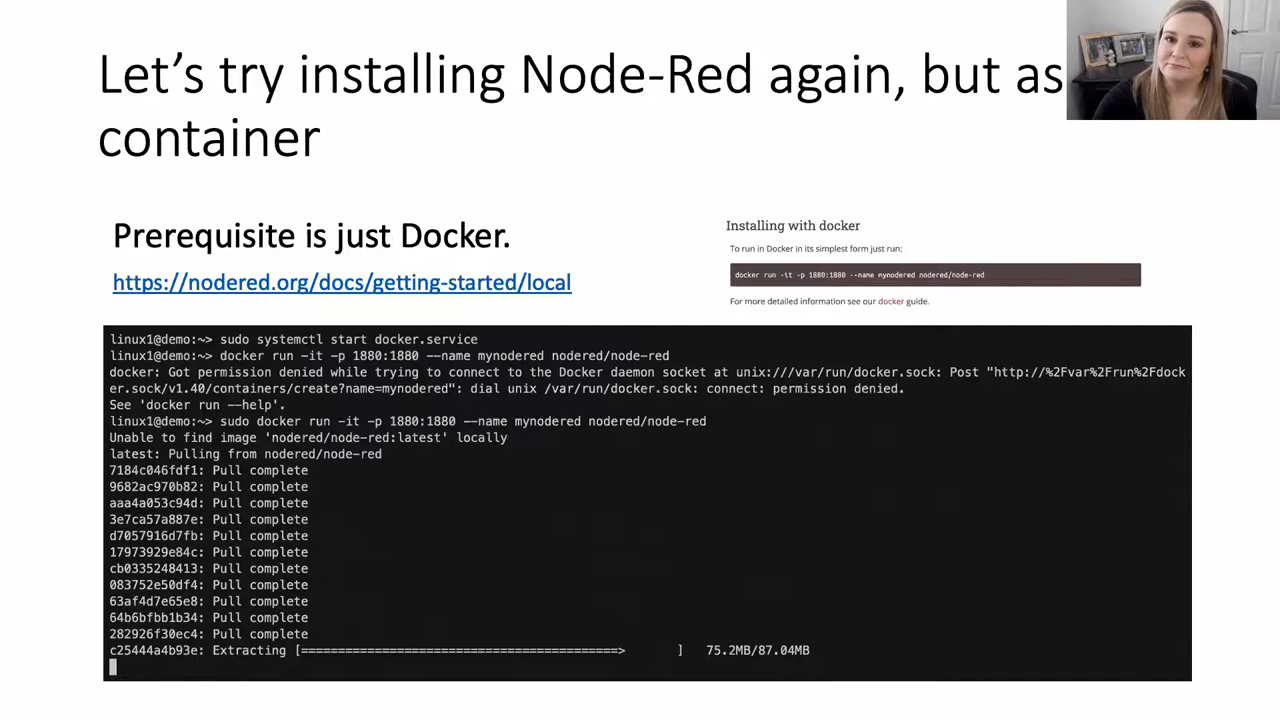 Let's try installing Node-Red again, but as
container
Prerequisite is just Docker.
https://nodered.org/docs/getting-started/local
Installing with docker
To run in Docker in its simplest form just run:
docker run -it -p 1880:1880 --name mynodered nodered/node-red
For more detailed information see our docker guide.
linux1@demo:~> sudo systemctl start docker.service
linux1@demo:~> docker run -it -p 1880:1880 --name mynodered nodered/node-red
docker: Got permission denied while trying to connect to the Docker daemon socket at unix:///var/run/docker.sock: Post "http://%2Fvar%2Frun%2Fdock
er.sock/v1.40/containers/create?name=mynodered": dial unix /var/run/docker.sock: connect: permission denied.
See 'docker run --help'.
linux1@demo:~> sudo docker run -it -p 1880:1880 --name mynodered nodered/node-red
Unable to find image 'nodered/node-red:latest' locally
latest: Pulling from nodered/node-red
7184c046fdf1: Pull complete
9682ac970b82: Pull complete
aaa4a053c94d: Pull complete
3e7ca57a887e: Pull complete
d7057916d7fb: Pull complete
17973929e84c: Pull complete
cb0335248413: Pull complete
083752e50df4: Pull complete
63af4d7e65e8: Pull complete
64b6bfbb1b34: Pull complete
282926f30ec4: Pull complete
c25444a4b93e: Extracting [===========================================>       ]   75.2MB/87.04MB